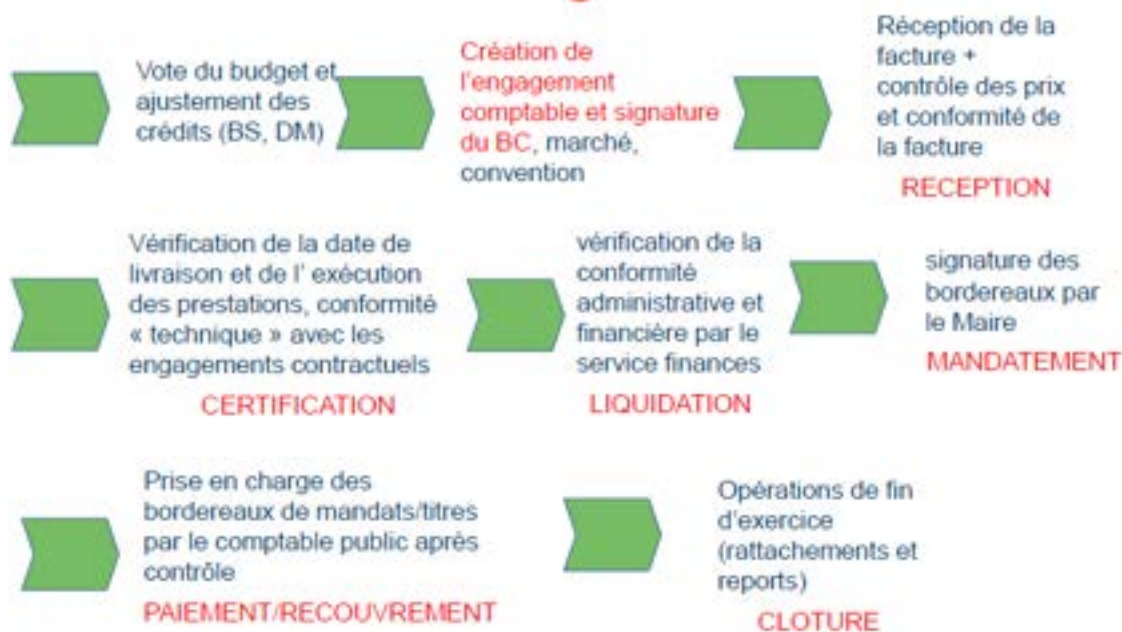 Vote du budget et
ajustement des
crédits (BS, DM)
Création de
l'engagement
comptable et signature
du BC, marché,
convention
Réception de la
facture +
contrôle des prix
et conformité de
la facture
RECEPTION
Vérification de la date de
livraison et de l' exécution
des prestations, conformité
« technique » avec les
engagements contractuels
CERTIFICATION
vérification de la
conformité
administrative et
financière par le
service finances
LIQUIDATION
signature des
bordereaux par
le Maire
MANDATEMENT
Prise en charge des
bordereaux de mandats/titres
par le comptable public après
contrôle
PAIEMENT/RECOUVREMENT
Opérations de fin
d'exercice
(rattachements et
reports)
CLOTURE